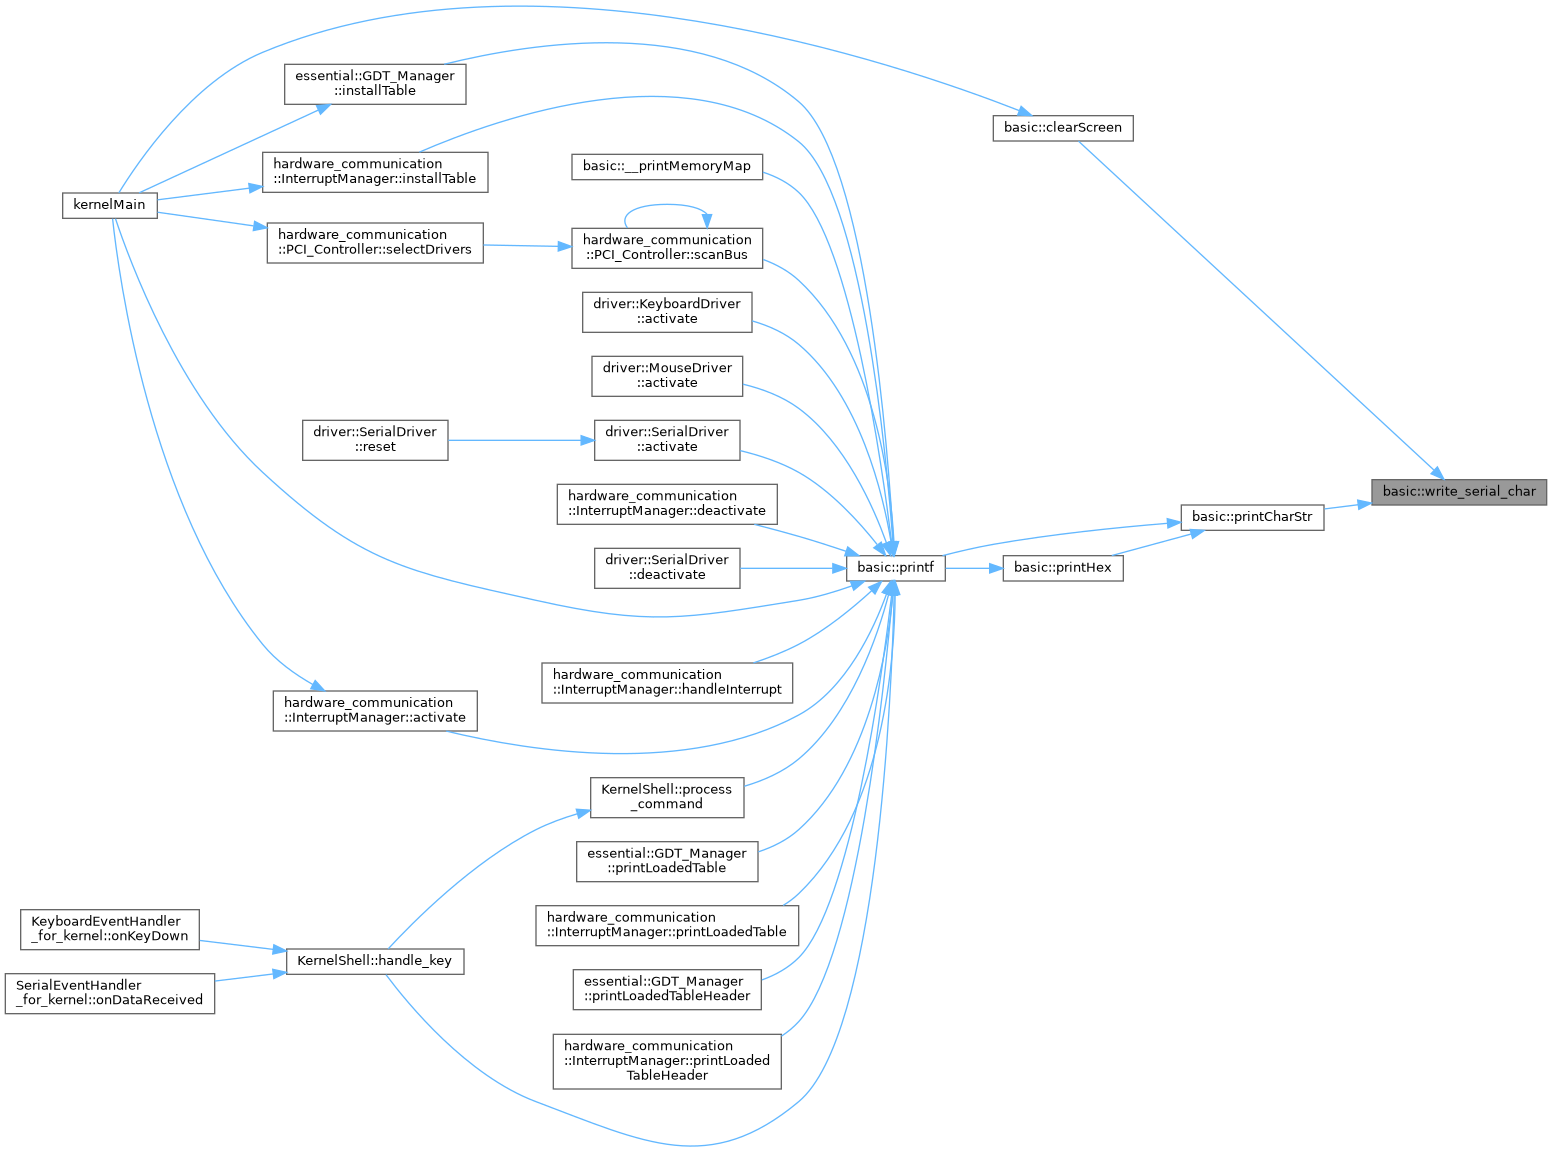 essential::GDT_Manager
::installTable
basic::clearScreen
hardware_communication
::InterruptManager::installTable
basic::__printMemoryMap
kernelMain
hardware_communication
::PCI_Controller::selectDrivers
hardware_communication
::PCI_Controller::scanBus
driver::KeyboardDriver
::activate
driver::MouseDriver
::activate
driver::SerialDriver
::reset
driver::SerialDriver
::activate
basic::write_serial_char
hardware_communication
::InterruptManager::deactivate
basic::printCharStr
driver::SerialDriver
::deactivate
basic::printf
basic::printHex
hardware_communication
::InterruptManager::handleInterrupt
hardware_communication
::InterruptManager::activate
KernelShell::process
_command
essential::GDT_Manager
::printLoadedTable
hardware_communication
::InterruptManager::printLoadedTable
KeyboardEventHandler
_for_kernel::onKeyDown
KernelShell::handle_key
SerialEventHandler
_for_kernel::onDataReceived
essential::GDT_Manager
::printLoadedTableHeader
hardware_communication
::InterruptManager::printLoaded
TableHeader